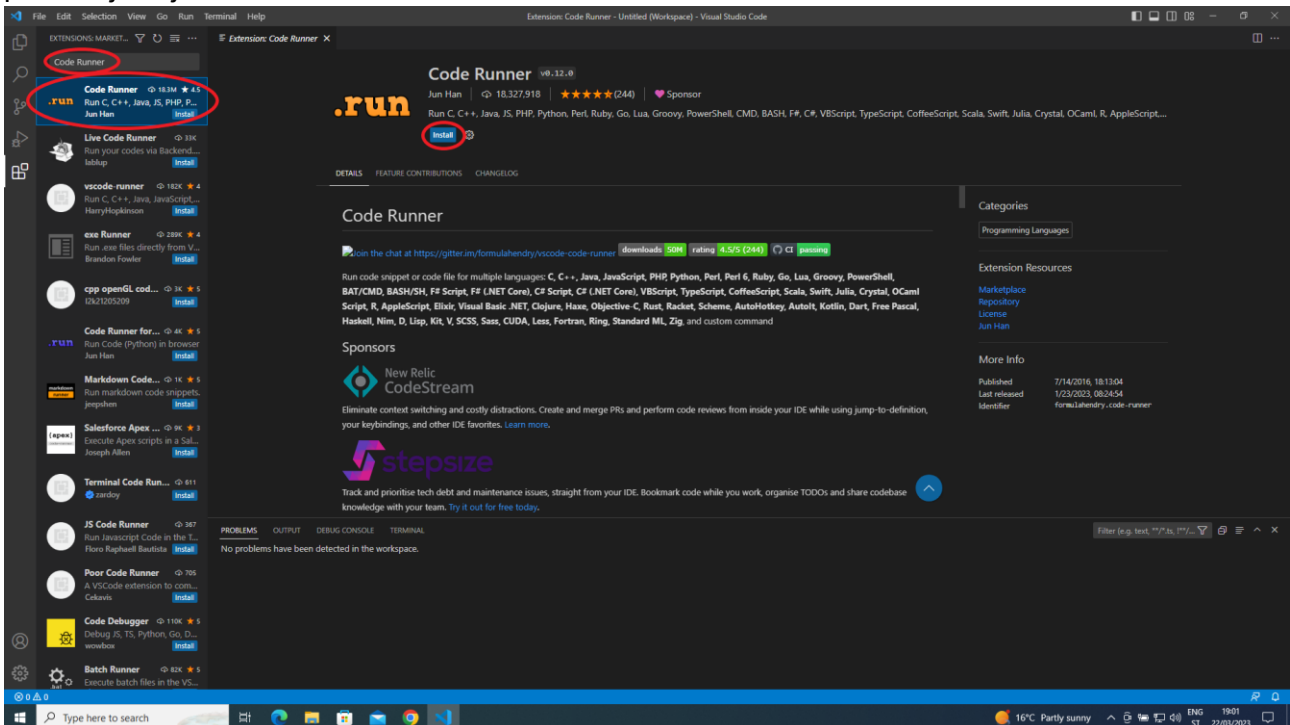 File Edit Selection View Go Run Terminal Help
Extension: Code Runner - Untitled (Workspace) - Visual Studio Code
EXTENSIONS: MARKET...
Code Runner
Code Runner 18.3M ★ 4.5
Run C, C++, Java, JS, PHP, P...
Jun Han Install
.run
Live Code Runner 33K
Run your codes via Backend....
lablup Install
vscode-runner 182K ★ 4
Run C, C++, Java, JavaScript,...
HarryHopkinson Install
exe Runner 289K ★ 4
Run .exe files directly from V...
Brandon Fowler Install
cpp openGL cod... 3K ★ 5
12k21205209 Install
Code Runner for... 4K ★ 5
.run Run Code (Python) in browser
Jun Han Install
Markdown Code... 1K ★ 5
Run markdown code snippets.
jeepshen Install
Salesforce Apex ... 9K ★ 3
{apex} Execute Apex scripts in a Sal...
Joseph Allen Install
Terminal Code Run... 811
zardoy Install
JS Code Runner 387
Run Javascript Code in the T...
Floro Raphaell Bautista Install
Poor Code Runner 705
A VSCode extension to com...
Cekavis Install
Code Debugger 110K ★ 5
Debug JS, TS, Python, Go, D...
wowbox Install
Batch Runner 82K ★ 5
Execute batch files in the VS...
Extension: Code Runner ×
.run
Code Runner v0.12.0
Jun Han | 18,327,918 | ★★★★★(244) | Sponsor
Run C, C++, Java, JS, PHP, Python, Perl, Ruby, Go, Lua, Groovy, PowerShell, CMD, BASH, F#, C#, VBScript, TypeScript, CoffeeScript, Scala, Swift, Julia, Crystal, OCaml, R, AppleScript,...
Install
DETAILS FEATURE CONTRIBUTIONS CHANGELOG
Code Runner
Join the chat at https://gitter.im/formulahendry/vscode-code-runner downloads 50M rating 4.5/5 (244) CI passing
Run code snippet or code file for multiple languages: C, C++, Java, JavaScript, PHP, Python, Perl, Perl 6, Ruby, Go, Lua, Groovy, PowerShell,
BAT/CMD, BASH/SH, F# Script, F# (.NET Core), C# Script, C# (.NET Core), VBScript, TypeScript, CoffeeScript, Scala, Swift, Julia, Crystal, OCaml
Script, R, AppleScript, Elixir, Visual Basic .NET, Clojure, Haxe, Objective-C, Rust, Racket, Scheme, AutoHotkey, AutoIt, Kotlin, Dart, Free Pascal,
Haskell, Nim, D, Lisp, Kit, V, SCSS, Sass, CUDA, Less, Fortran, Ring, Standard ML, Zig, and custom command
Sponsors
New Relic
CodeStream
Eliminate context switching and costly distractions. Create and merge PRs and perform code reviews from inside your IDE while using jump-to-definition,
your keybindings, and other IDE favorites. Learn more.
stepsize
Track and prioritise tech debt and maintenance issues, straight from your IDE. Bookmark code while you work, organise TODOs and share codebase
knowledge with your team. Try it out for free today.
Categories
Programming Languages
Extension Resources
Marketplace
Repository
License
Jun Han
More Info
Published 7/14/2016, 18:13:04
Last released 1/23/2023, 08:24:54
Identifier formulahendry.code-runner
PROBLEMS OUTPUT DEBUG CONSOLE TERMINAL
Filter (e.g. text, **/*.ts, !**/...
No problems have been detected in the workspace.
0 0
Type here to search
16°C Partly sunny
ENG 19:01
ST 22/03/2023